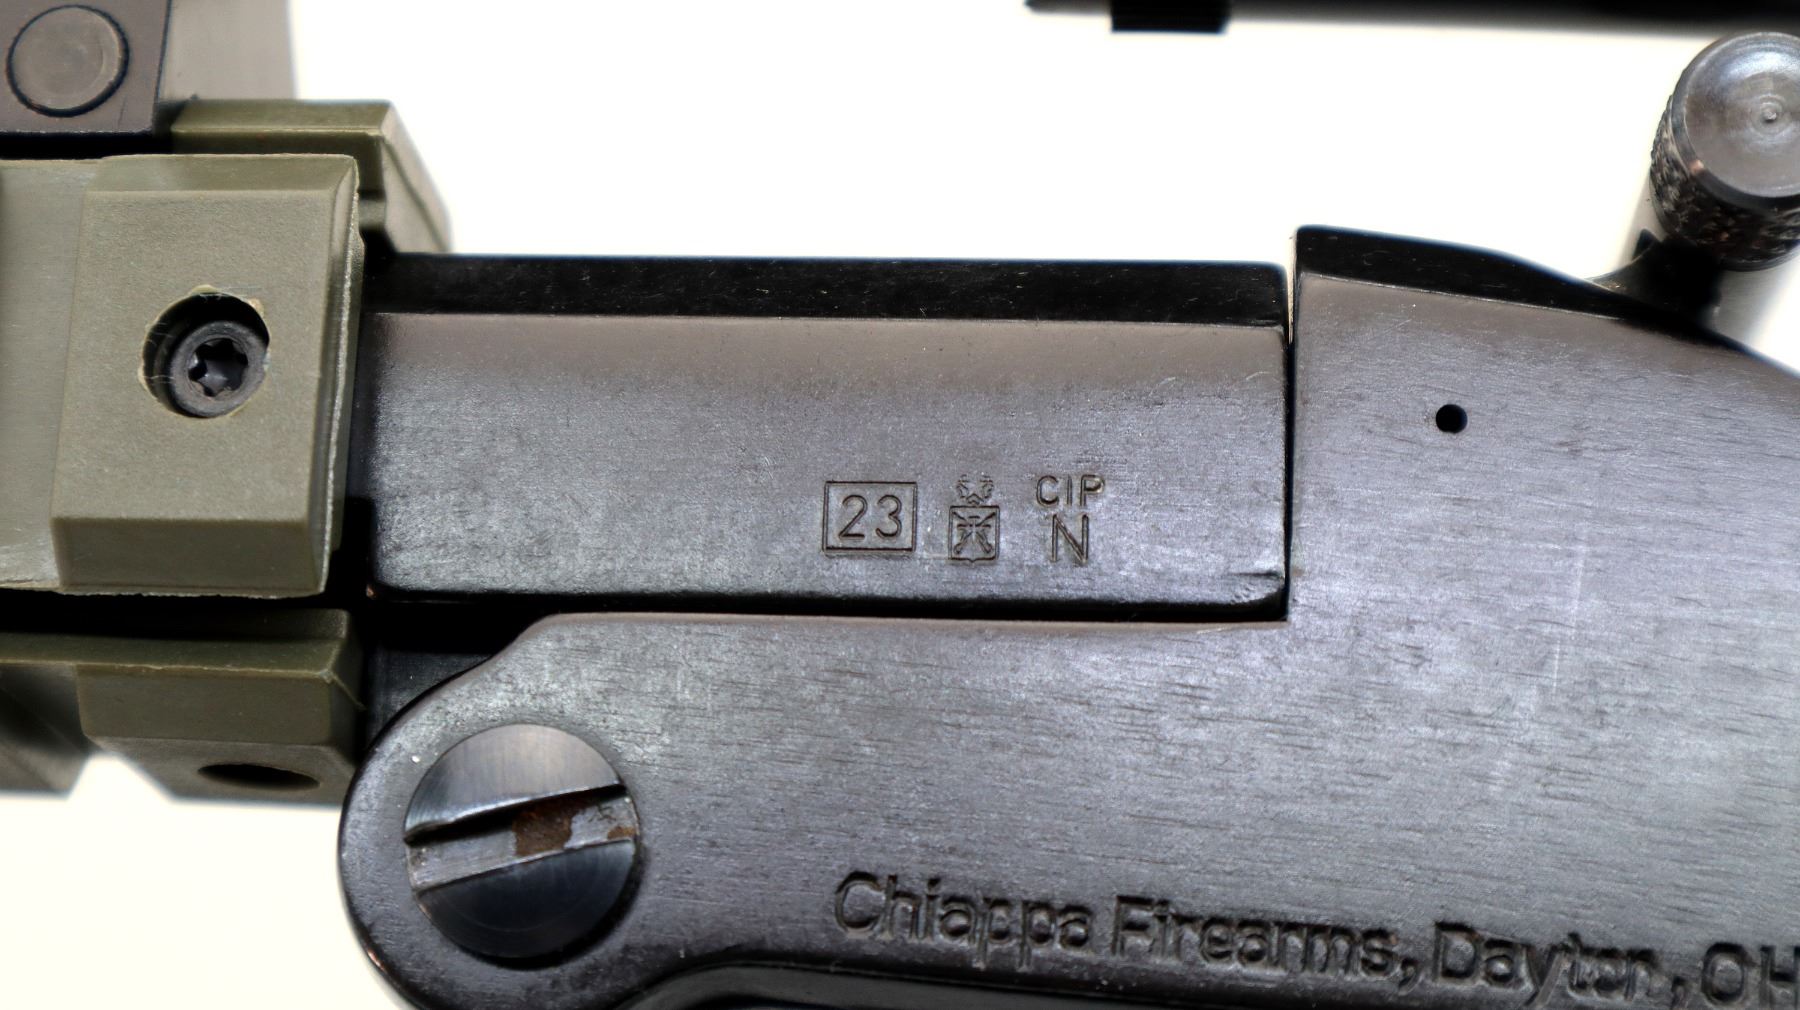 23
CIP
N
Chiappa Firearms, Dayton, OH